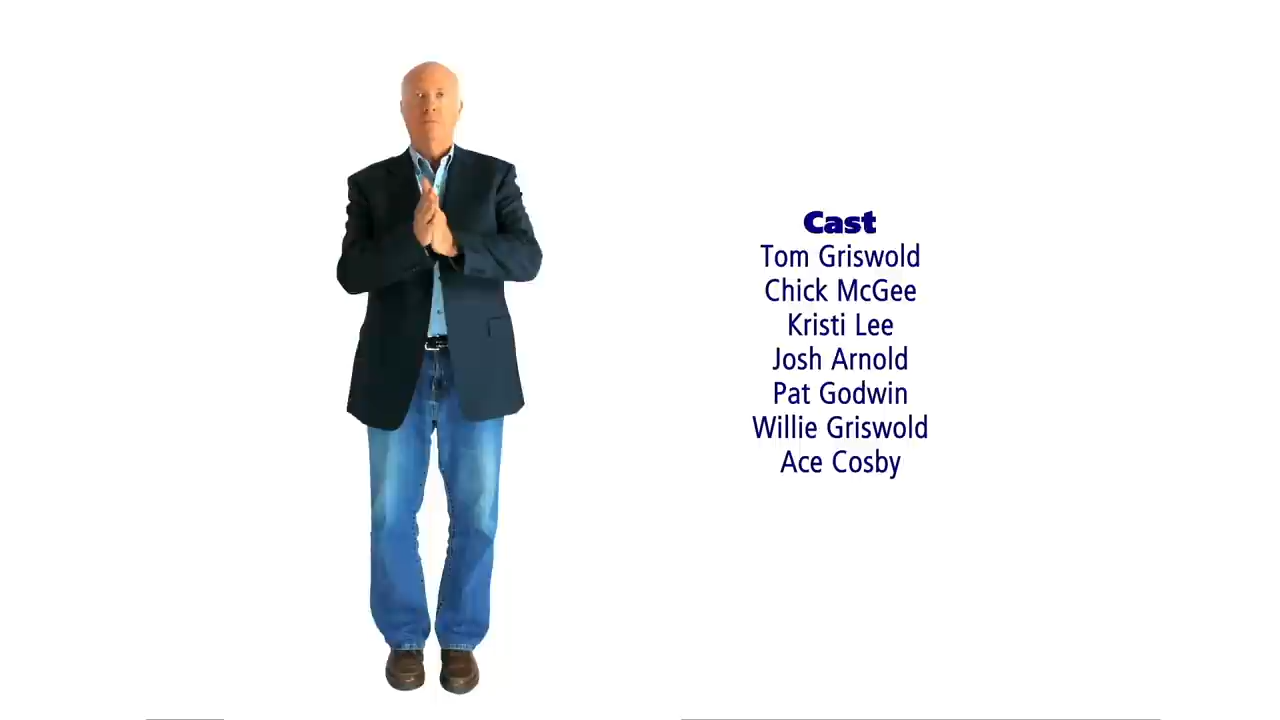 Cast
Tom Griswold
Chick McGee
Kristi Lee
Josh Arnold
Pat Godwin
Willie Griswold
Ace Cosby